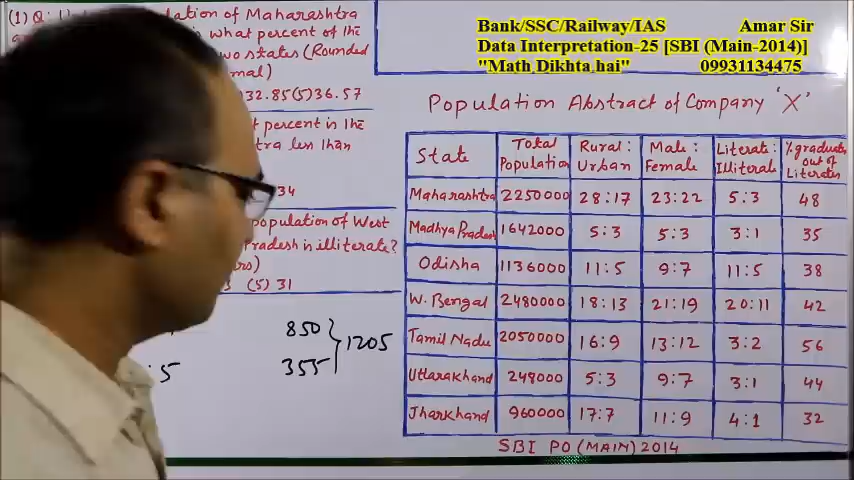 Bank/SSC/Railway/IAS Amar Sir
Data Interpretation-25 [SBI (Main-2014)]
"Math Dikhta hai" 09931134475
(1) Q: ation of Maharashtra
is what percent of the
wo states (Rounded
mal)
32.85(5)36.57
percent is the
tra less than
34
population of West
Pradesh is illiterate?
rs)
(5) 31
850
355
1205
:5
Population Abstract of Company 'X'
State Total Population Rural : Urban Male : Female Literate : Illiterate % graduate out of Literates
Maharashtra 2250000 28:17 23:22 5:3 48
Madhya Pradesh 1642000 5:3 5:3 3:1 35
Odisha 1136000 11:5 9:7 11:5 38
W. Bengal 2480000 18:13 21:19 20:11 42
Tamil Nadu 2050000 16:9 13:12 3:2 56
Uttarakhand 248000 5:3 9:7 3:1 44
Jharkhand 960000 17:7 11:9 4:1 32
SBI PO (MAIN) 2014